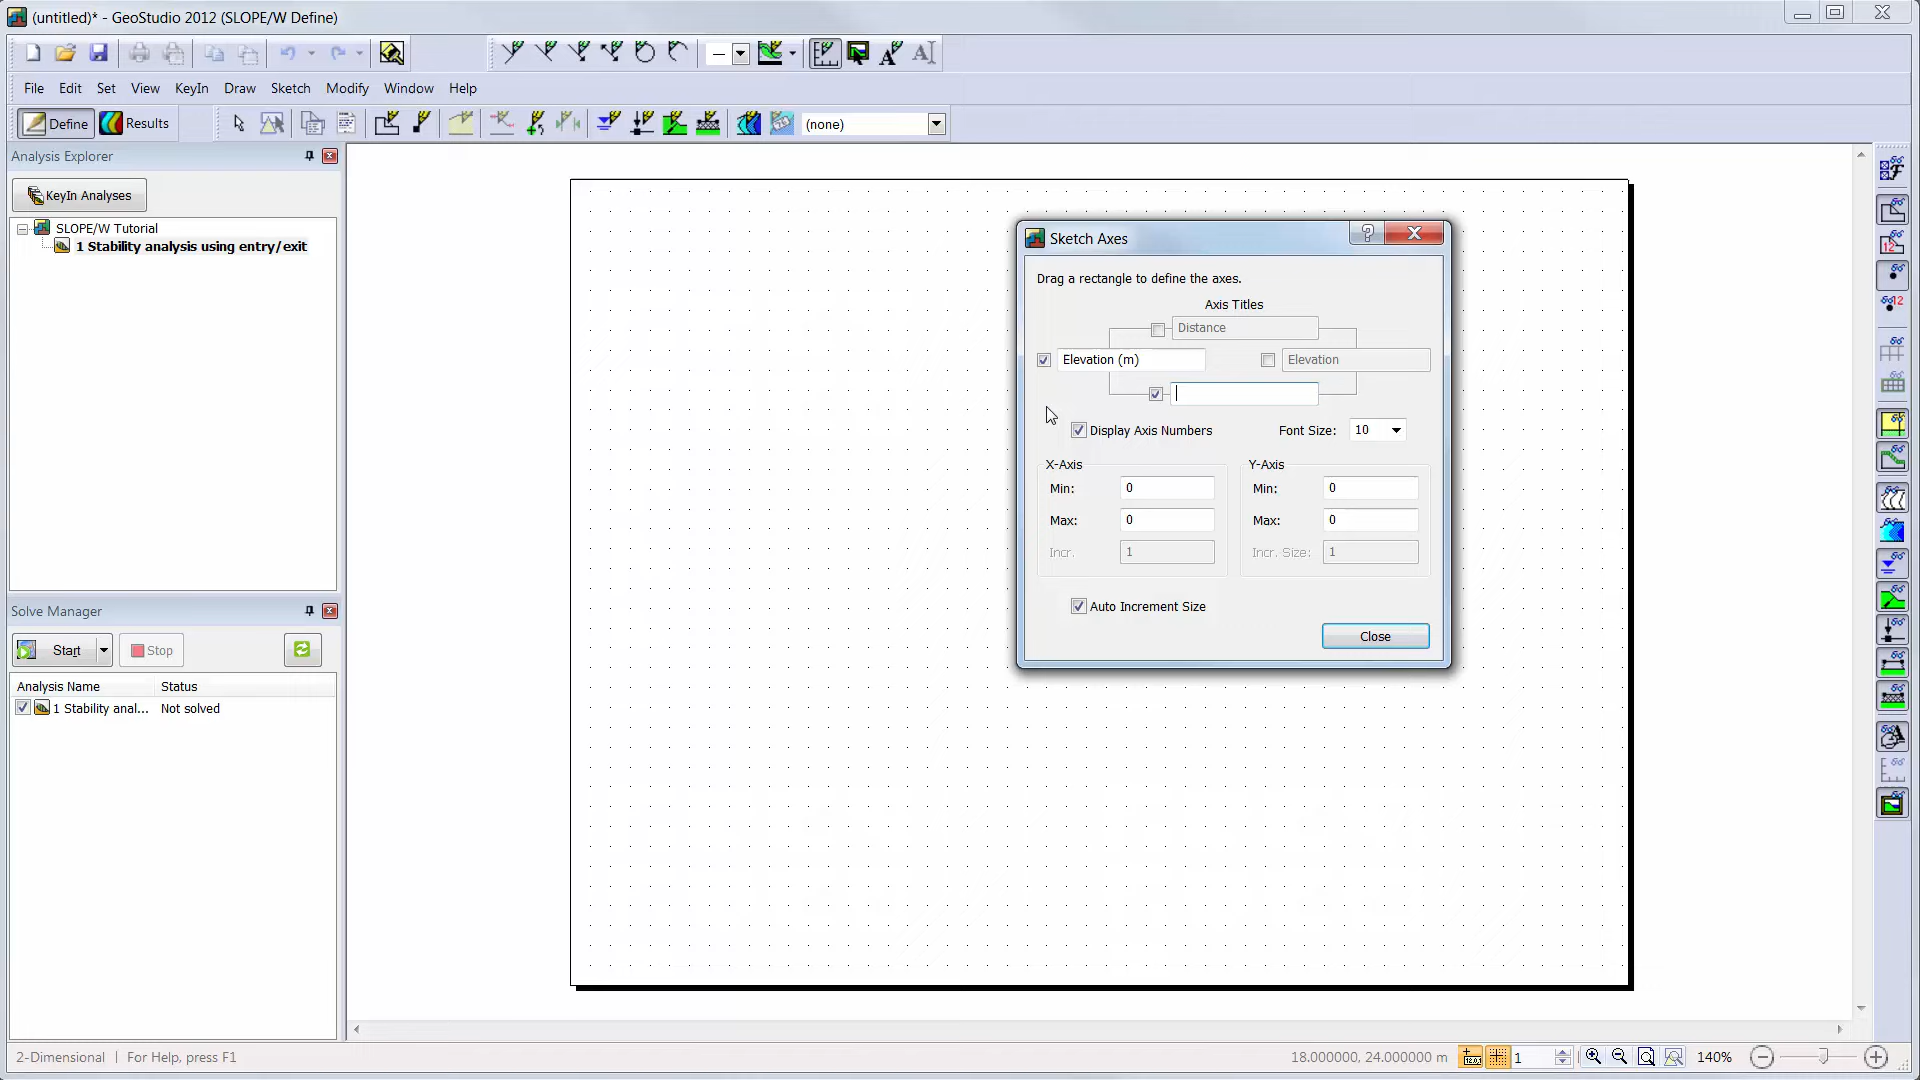 (untitled)* - GeoStudio 2012 (SLOPE/W Define)
File Edit Set View KeyIn Draw Sketch Modify Window Help
Define Results (none)
Analysis Explorer
KeyIn Analyses
SLOPE/W Tutorial
1 Stability analysis using entry/exit
Solve Manager
Start Stop
Analysis Name Status
1 Stability anal... Not solved
Sketch Axes
Drag a rectangle to define the axes.
Axis Titles
Distance
Elevation (m) Elevation
Display Axis Numbers Font Size: 10
X-Axis Y-Axis
Min: 0 Min: 0
Max: 0 Max: 0
Incr. 1 Incr. Size: 1
Auto Increment Size
Close
2-Dimensional For Help, press F1 18.000000, 24.000000 m 1 140%